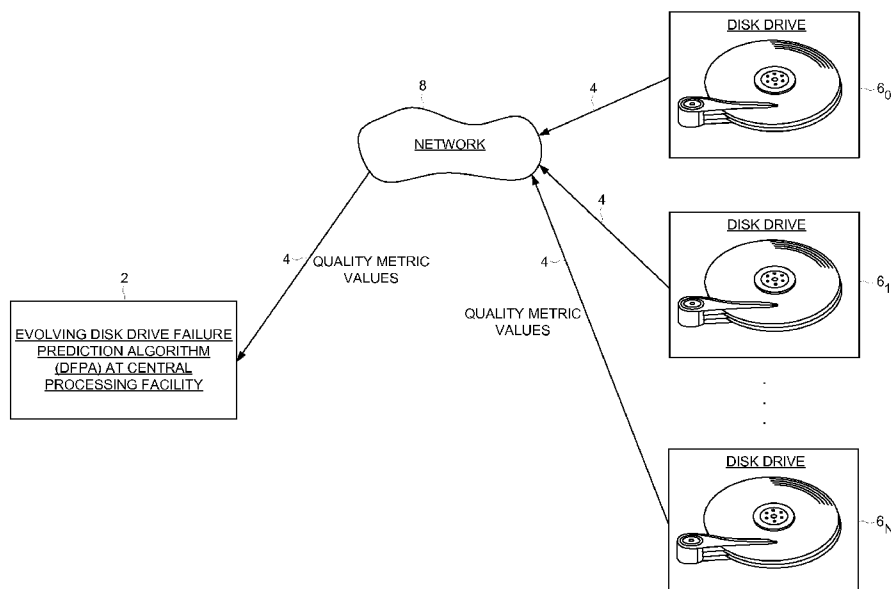 DISK DRIVE
6₀
8
4
NETWORK
4
DISK DRIVE
6₁
4
QUALITY METRIC
VALUES
4
QUALITY METRIC
VALUES
2
EVOLVING DISK DRIVE FAILURE
PREDICTION ALGORITHM
(DFPA) AT CENTRAL
PROCESSING FACILITY
DISK DRIVE
6_N